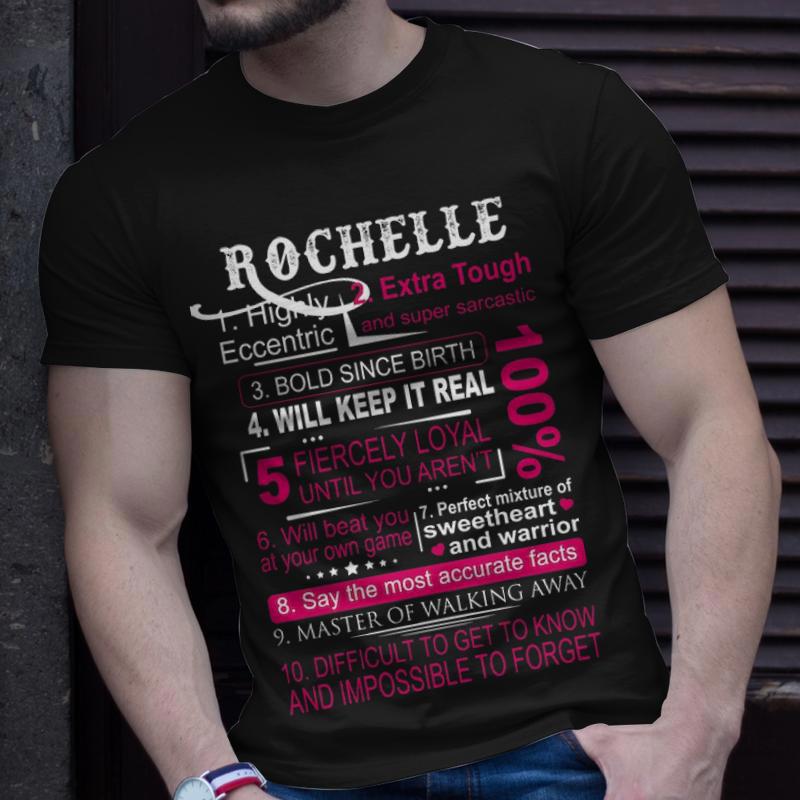 ROCHELLE
1. Highly
Eccentric
2. Extra Tough
and super sarcastic
3. BOLD SINCE BIRTH
4. WILL KEEP IT REAL
100%
5 FIERCELY LOYAL
UNTIL YOU AREN'T
6. Will beat you
at your own game
7. Perfect mixture of
sweetheart
and warrior
8. Say the most accurate facts
9. MASTER OF WALKING AWAY
10. DIFFICULT TO GET TO KNOW
AND IMPOSSIBLE TO FORGET